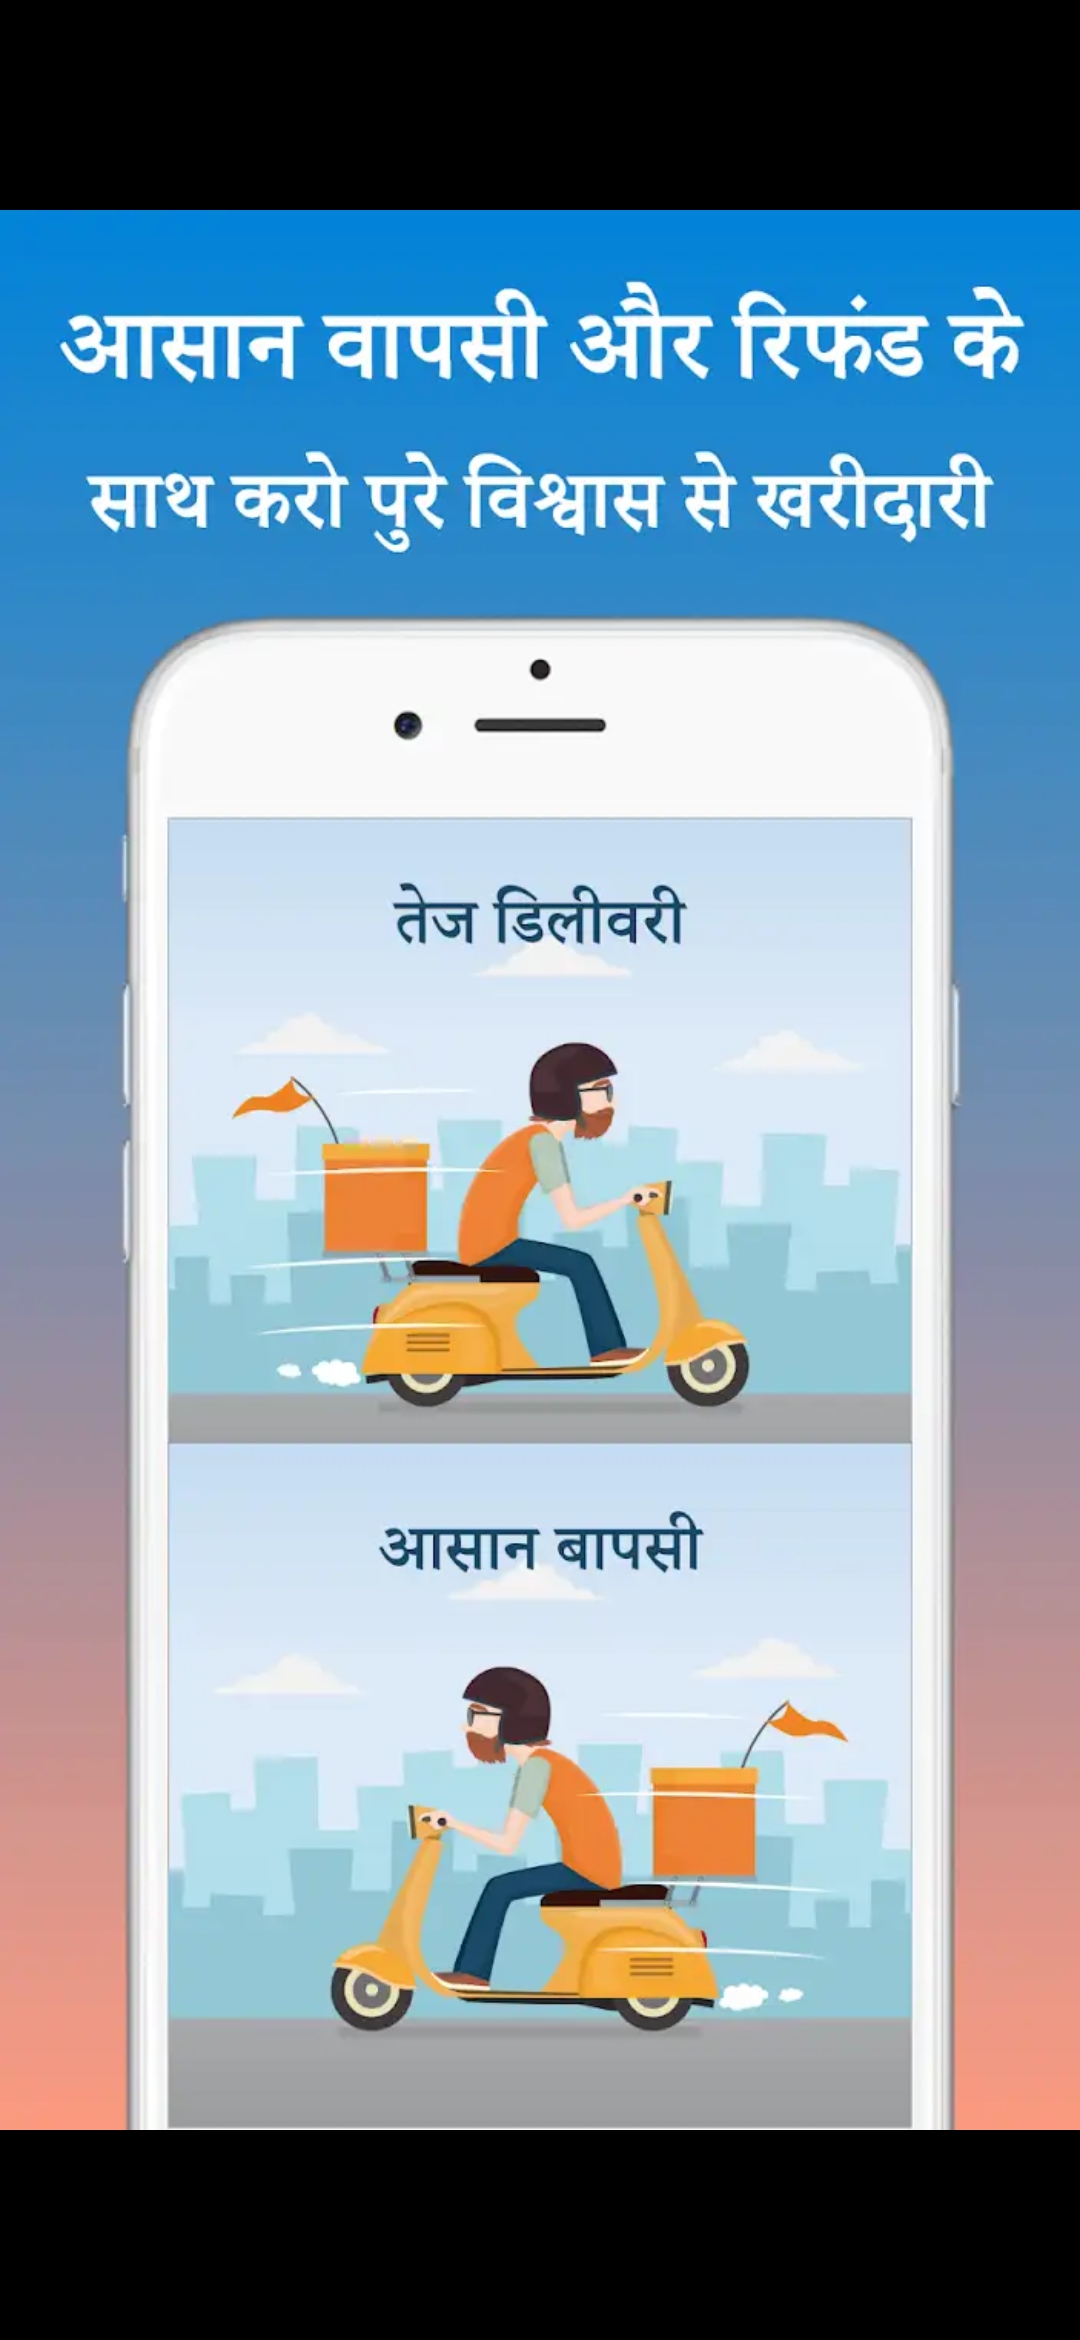 आसान वापसी और रिफंड के
साथ करो पुरे विश्वास से खरीदारी
तेज डिलीवरी
आसान बापसी